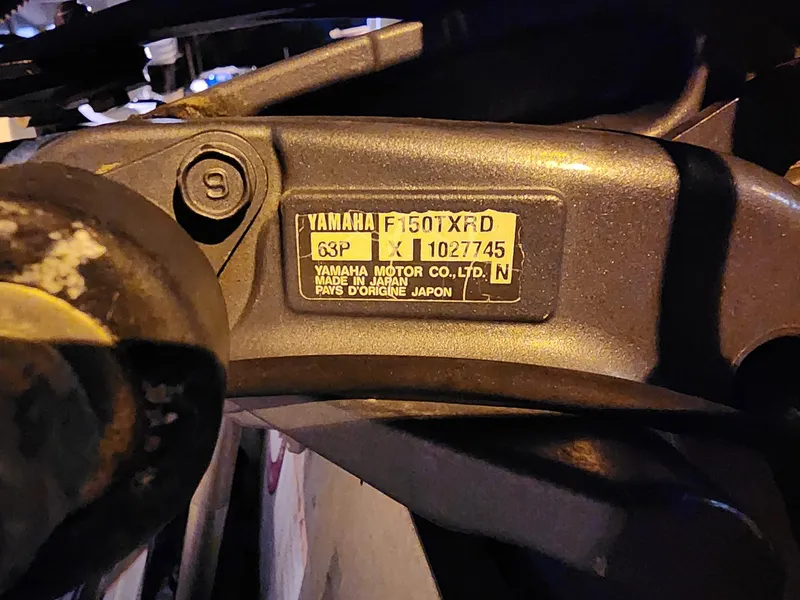 9
YAMAHA F150TXRD
63P X 1027745
YAMAHA MOTOR CO., LTD. N
MADE IN JAPAN
PAYS D'ORIGINE JAPON